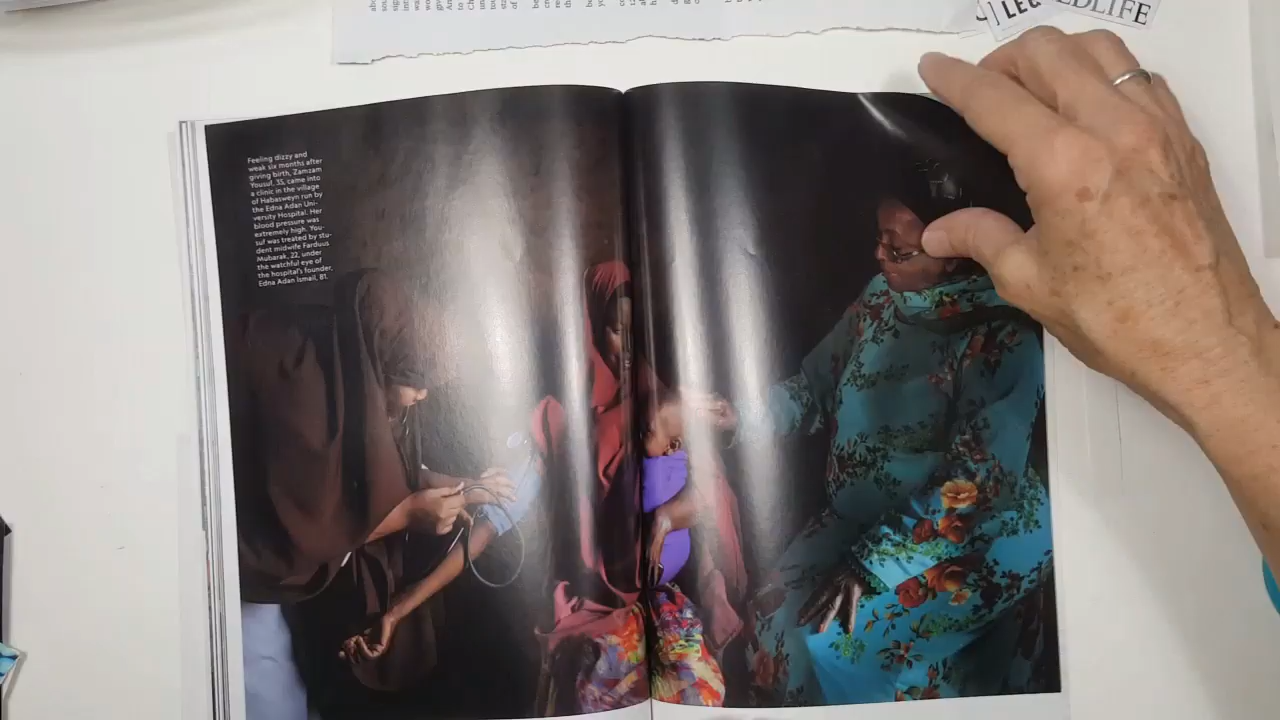 LEO
LDLIFE
Feeling dizzy and
weak six months after
giving birth, Zamzam
Yousuf, 35, came into
a clinic in the village
of Habasweyn run by
the Edna Adan Uni-
versity Hospital. Her
blood pressure was
extremely high. You-
suf was treated by stu-
dent midwife Farduus
Mubarak, 22, under
the watchful eye of
the hospital's founder,
Edna Adan Ismail, 81.